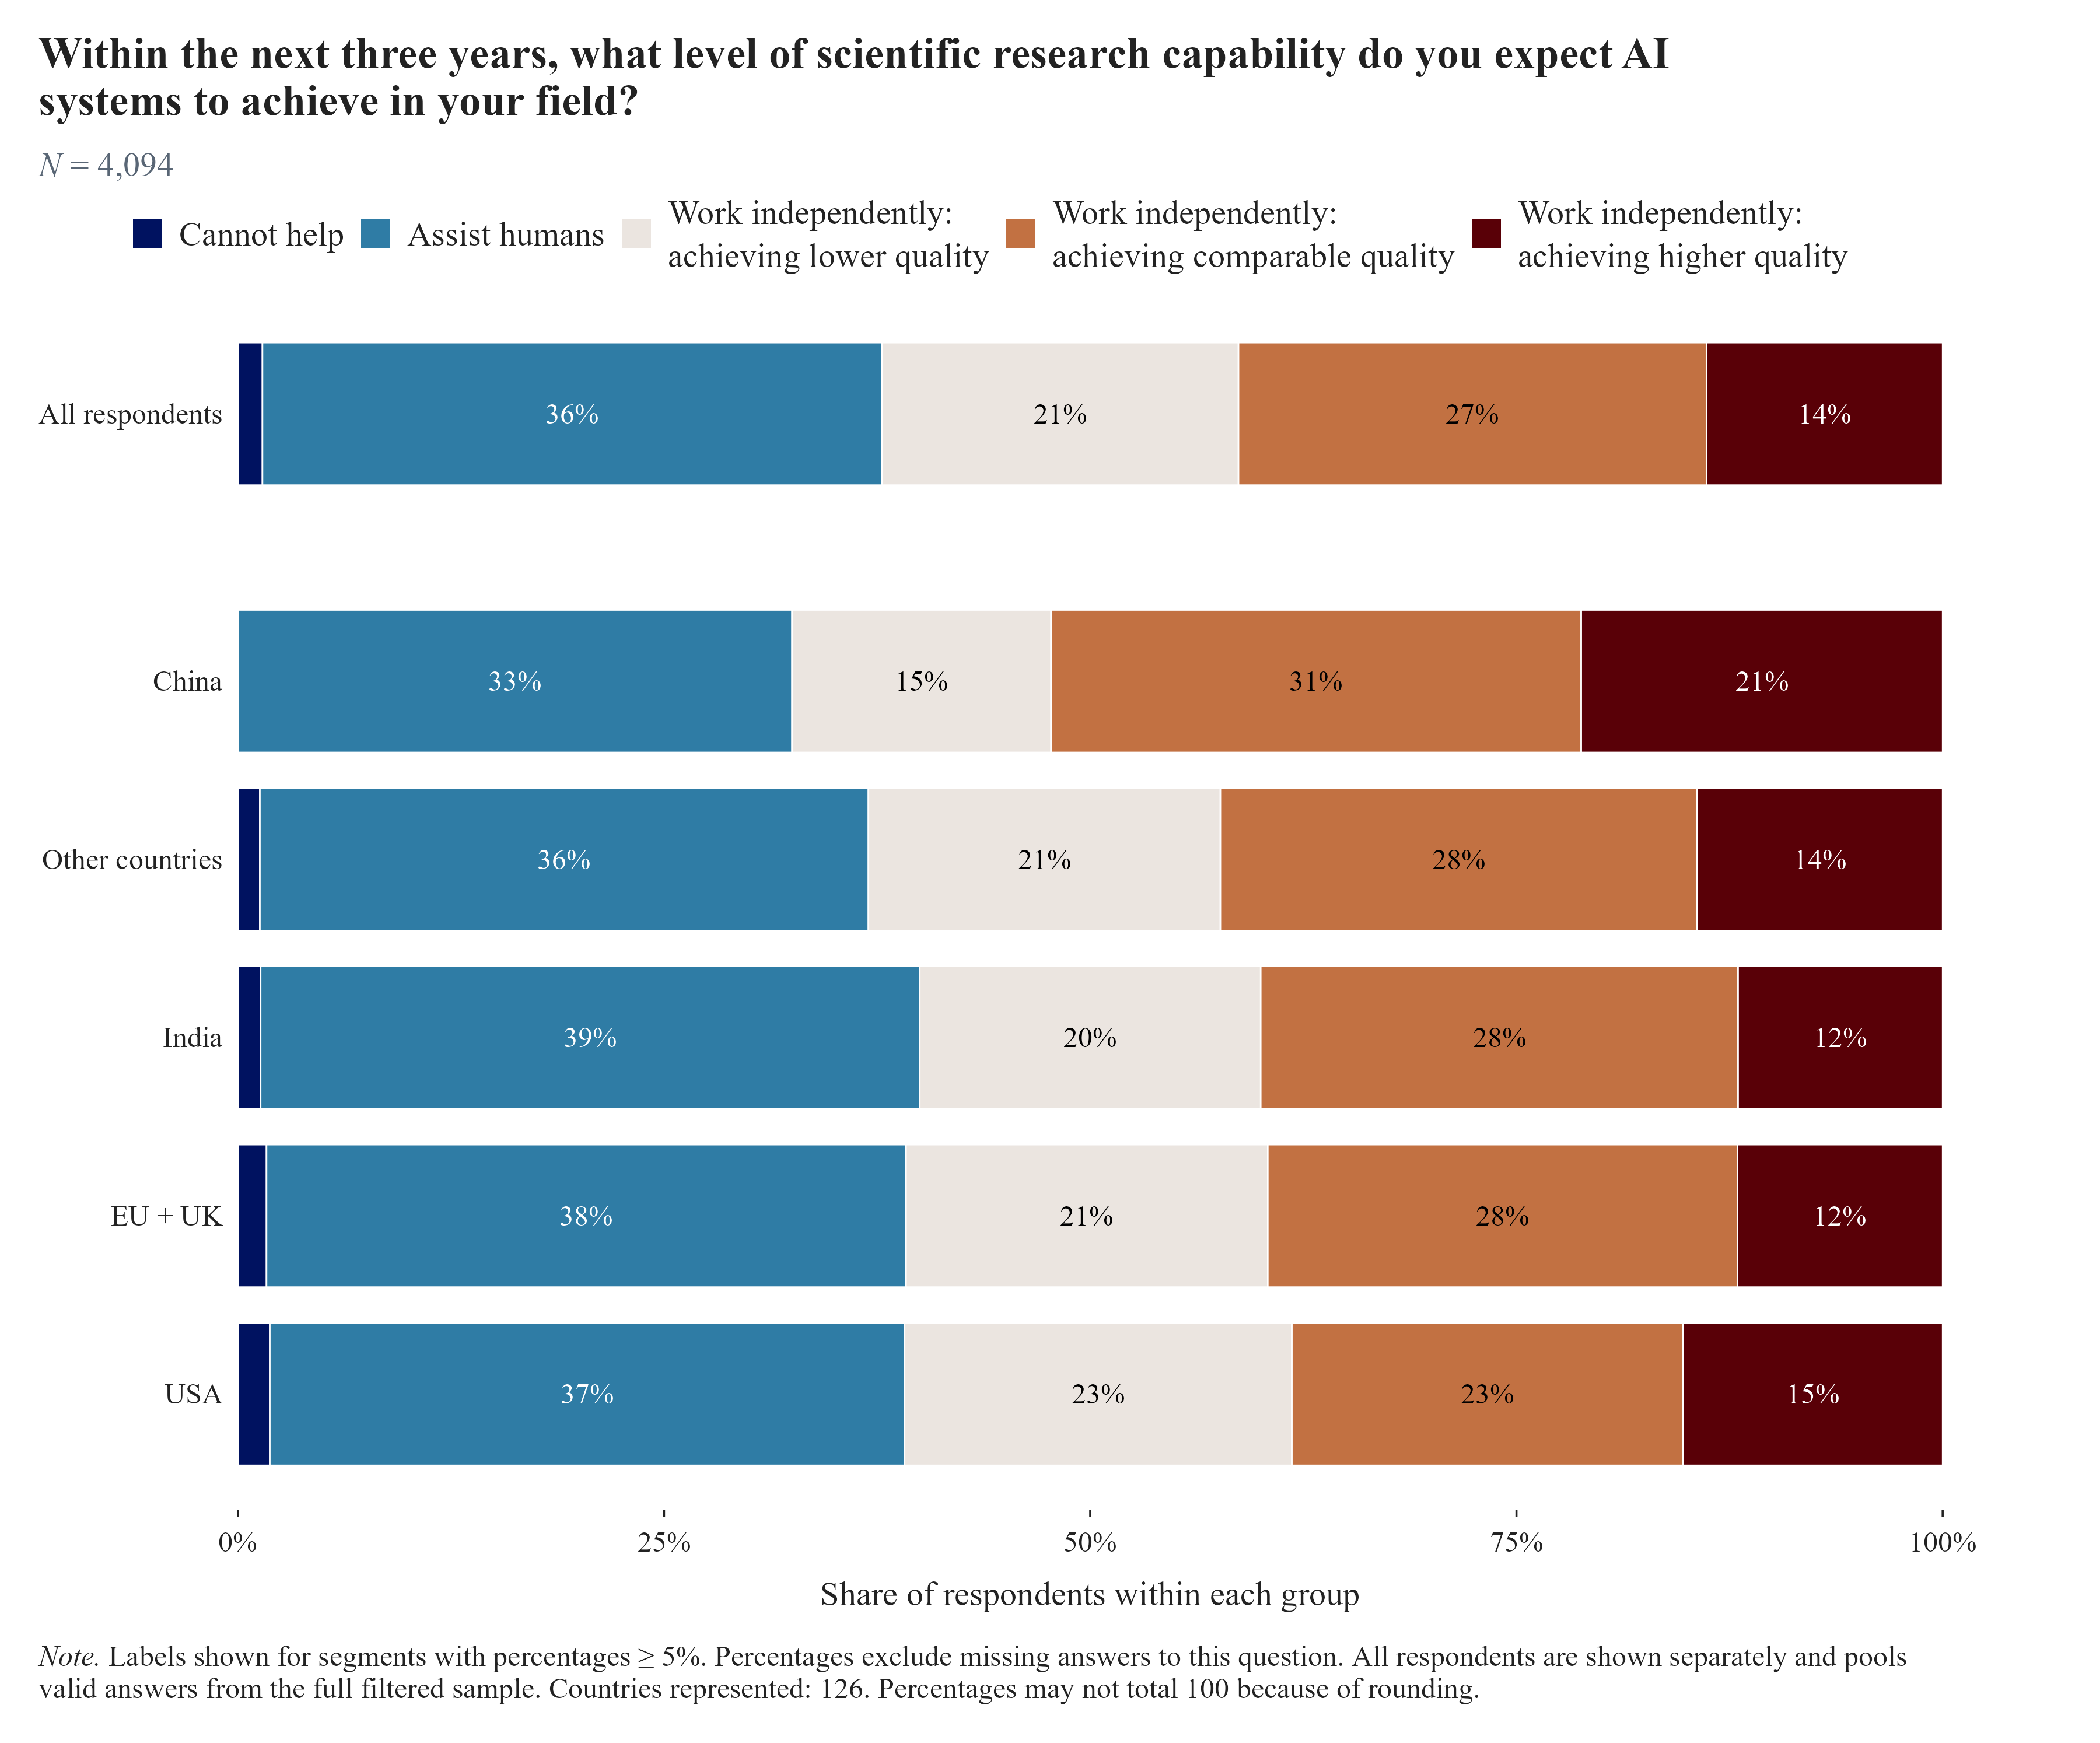 Within the next three years, what level of scientific research capability do you expect AI
systems to achieve in your field?
N = 4,094
Cannot help
Assist humans
Work independently:
achieving lower quality
Work independently:
achieving comparable quality
Work independently:
achieving higher quality
All respondents
36%
21%
27%
14%
China
33%
15%
31%
21%
Other countries
36%
21%
28%
14%
India
39%
20%
28%
12%
EU + UK
38%
21%
28%
12%
USA
37%
23%
23%
15%
0%
25%
50%
75%
100%
Share of respondents within each group
Note. Labels shown for segments with percentages ≥ 5%. Percentages exclude missing answers to this question. All respondents are shown separately and pools
valid answers from the full filtered sample. Countries represented: 126. Percentages may not total 100 because of rounding.